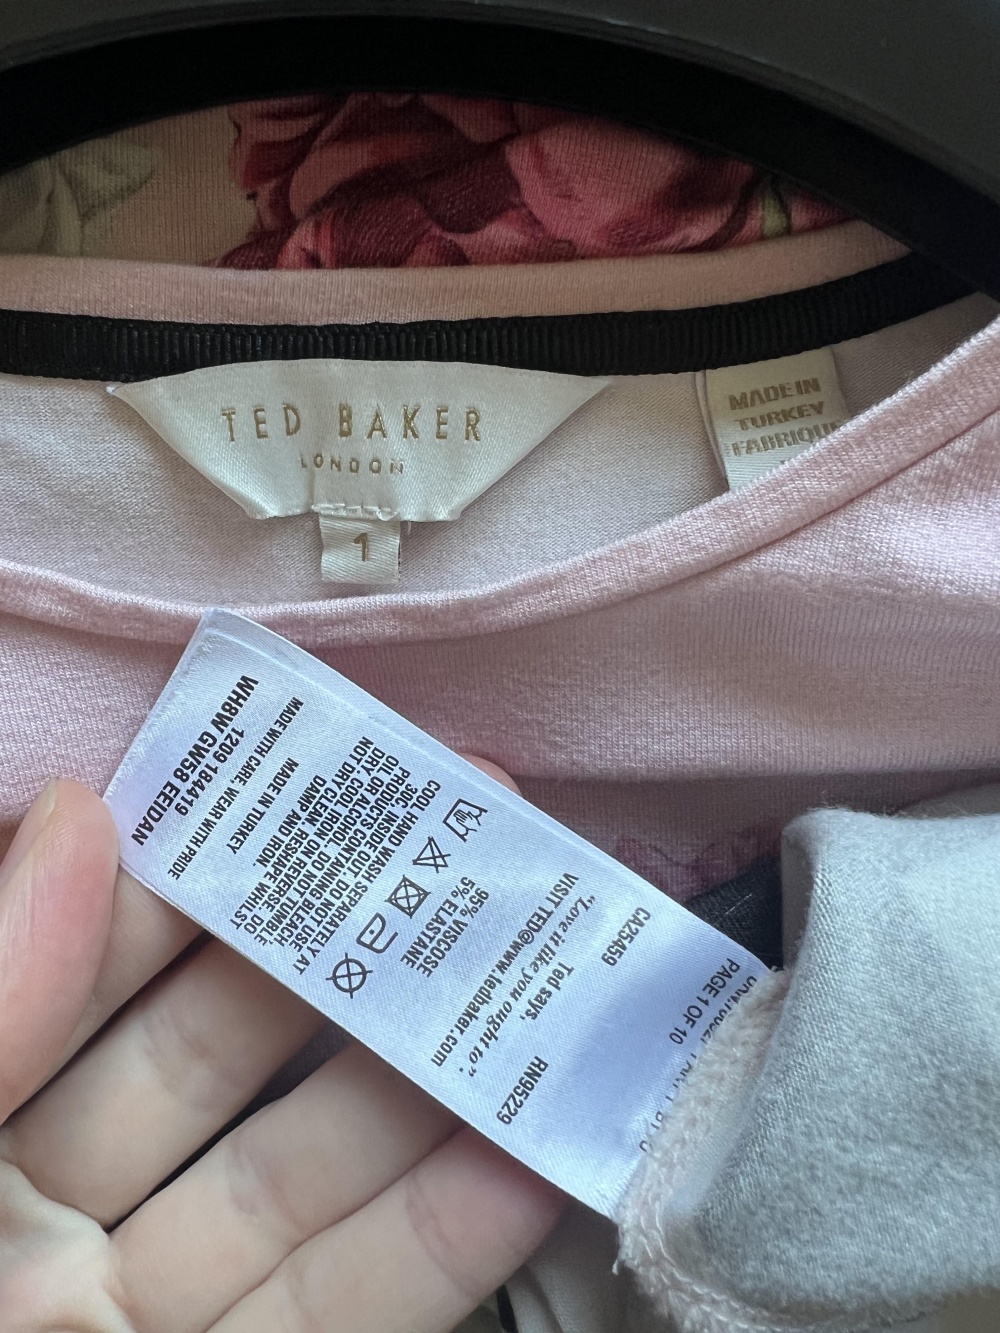 TED BAKER
LONDON
1
MADE IN
TURKEY
FABRIQU
WH8W GW58 EEIDAN
1209 184419
MADE WITH CARE, WEAR WITH PRIDE
MADE IN TURKEY
COOL HAND WASH SEPARATELY AT
30C. INSIDE OUT. DO NOT USE
PRODUCTS CONTAINING BLEACH,
OIL OR ALCOHOL. DO NOT TUMBLE
DRY. COOL IRON ON REVERSE. DO
NOT DRY CLEAN RESHAPE WHILST
DAMP AND IRON.
95% VISCOSE
5% ELASTANE
VISIT TED@www.tedbaker.com
"Love it like you ought to".
Ted says,
CA25459
RN95229
PAGE 1 OF 10